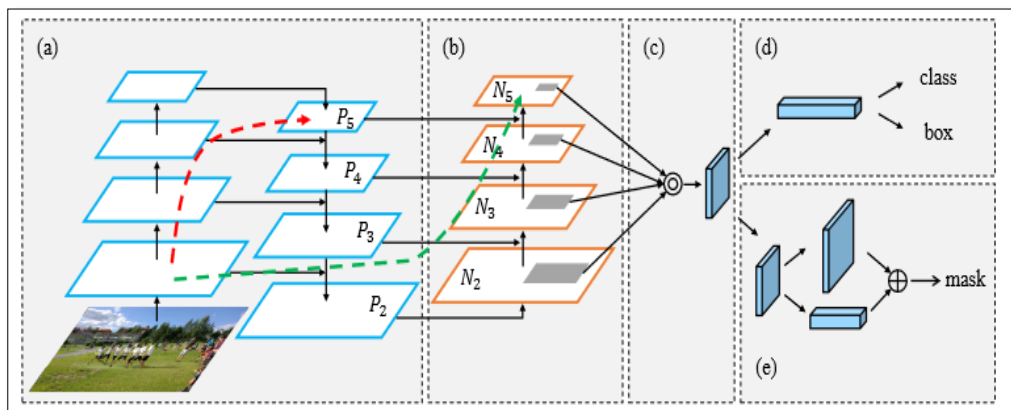 (a)
P₅
P₄
P₃
P₂
(b)
N₅
N₄
N₃
N₂
(c)
(d)
class
box
mask
(e)